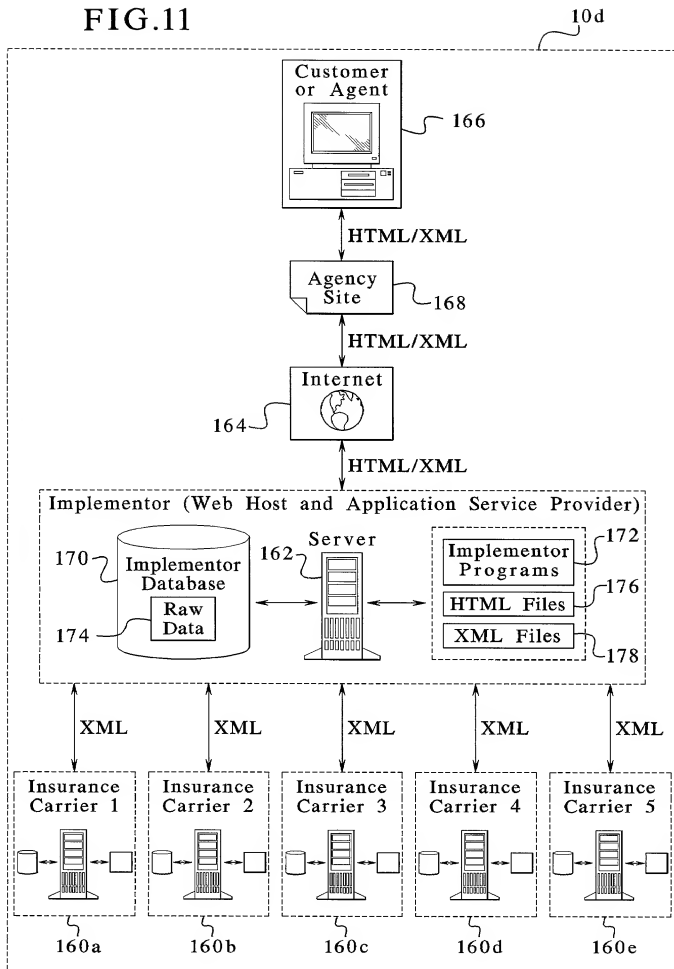 FIG.11
10d
Customer
or Agent
166
HTML/XML
Agency
Site
168
HTML/XML
Internet
164
HTML/XML
Implementor (Web Host and Application Service Provider)
170
Implementor
Database
Raw
Data
174
Server
162
Implementor
Programs
172
HTML Files
176
XML Files
178
XML
XML
XML
XML
XML
Insurance
Carrier 1
Insurance
Carrier 2
Insurance
Carrier 3
Insurance
Carrier 4
Insurance
Carrier 5
160a
160b
160c
160d
160e